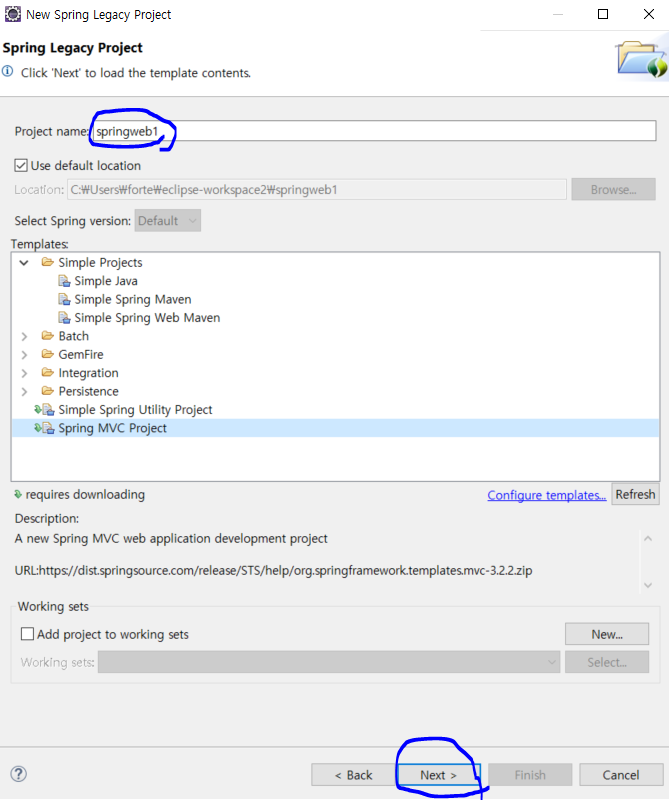 New Spring Legacy Project
Spring Legacy Project
Click 'Next' to load the template contents.
Project name: springweb1
Use default location
Location: C:₩Users₩forte₩eclipse-workspace2₩springweb1 Browse...
Select Spring version: Default
Templates:
Simple Projects
Simple Java
Simple Spring Maven
Simple Spring Web Maven
Batch
GemFire
Integration
Persistence
Simple Spring Utility Project
Spring MVC Project
requires downloading Configure templates... Refresh
Description:
A new Spring MVC web application development project
URL:https://dist.springsource.com/release/STS/help/org.springframework.templates.mvc-3.2.2.zip
Working sets
Add project to working sets New...
Working sets: Select...
? < Back Next > Finish Cancel